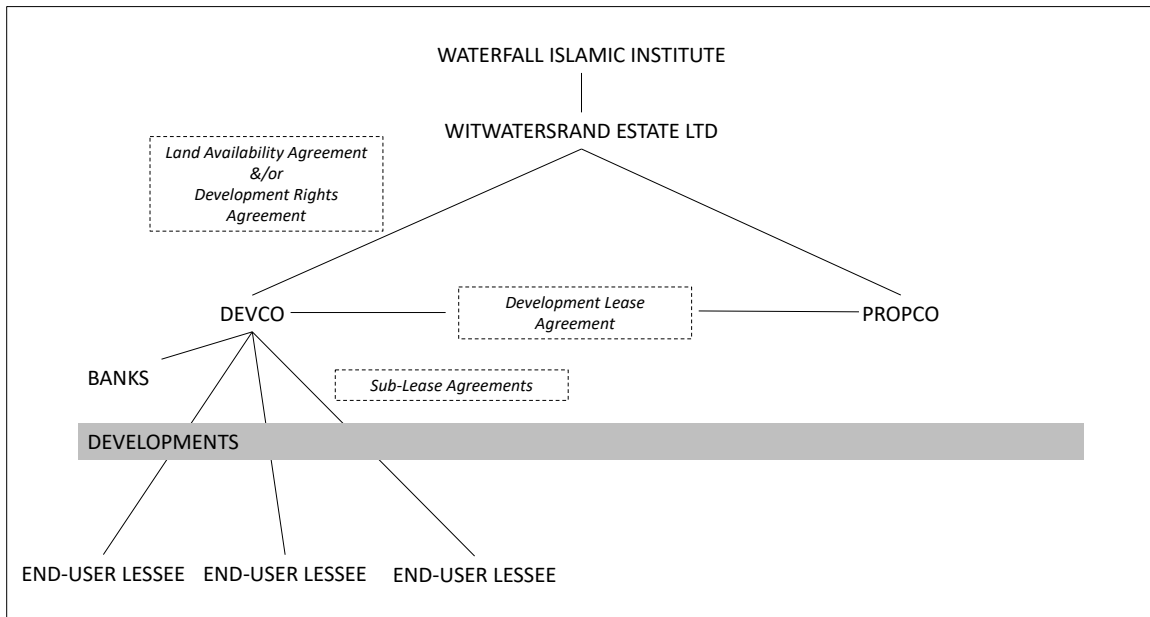 WATERFALL ISLAMIC INSTITUTE
WITWATERSRAND ESTATE LTD
Land Availability Agreement
&/or
Development Rights
Agreement
DEVCO
Development Lease
Agreement
PROPCO
BANKS
Sub-Lease Agreements
DEVELOPMENTS
END-USER LESSEE
END-USER LESSEE
END-USER LESSEE